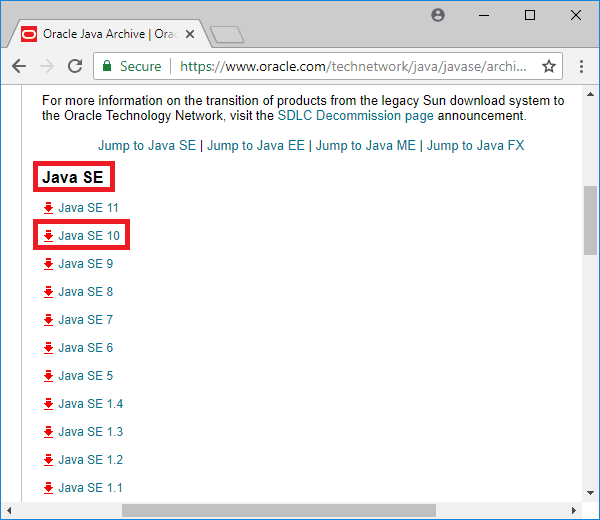 Oracle Java Archive | Orac
Secure https://www.oracle.com/technetwork/java/javase/archi...
For more information on the transition of products from the legacy Sun download system to
the Oracle Technology Network, visit the SDLC Decommission page announcement.
Jump to Java SE | Jump to Java EE | Jump to Java ME | Jump to Java FX
Java SE
Java SE 11
Java SE 10
Java SE 9
Java SE 8
Java SE 7
Java SE 6
Java SE 5
Java SE 1.4
Java SE 1.3
Java SE 1.2
Java SE 1.1